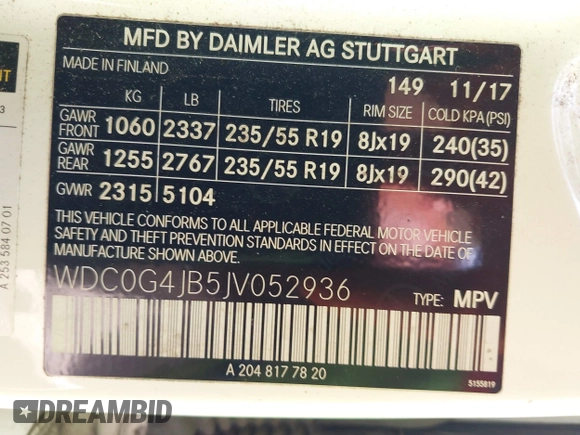 MFD BY DAIMLER AG STUTTGART
MADE IN FINLAND
149 11/17
KG LB TIRES RIM SIZE COLD KPA(PSI)
GAWR FRONT 1060 2337 235/55 R19 8Jx19 240(35)
GAWR REAR 1255 2767 235/55 R19 8Jx19 290(42)
GVWR 2315 5104
THIS VEHICLE CONFORMS TO ALL APPLICABLE FEDERAL MOTOR VEHICLE
SAFETY AND THEFT PREVENTION STANDARDS IN EFFECT ON THE DATE OF
MANUFACTURE SHOWN ABOVE.
WDC0G4JB5JV052936 TYPE: MPV
A 204 817 78 20
5155819
A 253 584 07 01
DREAMBID